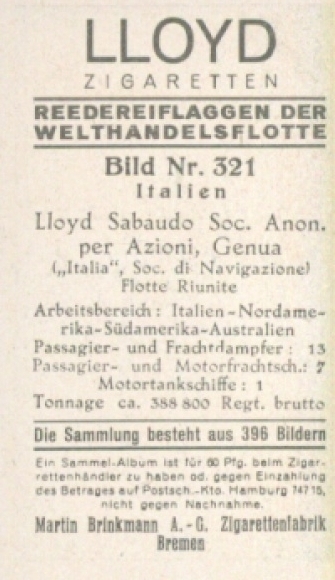 LLOYD
ZIGARETTEN
REEDEREIFLAGGEN DER
WELTHANDELSFLOTTE
Bild Nr. 321
Italien
Lloyd Sabaudo Soc. Anon.
per Azioni, Genua
(„Italia“, Soc. di Navigazione)
Flotte Riunite
Arbeitsbereich: Italien-Nordame-
rika-Südamerika-Australien
Passagier- und Frachtdampfer: 13
Passagier- und Motorfrachtsch.: 7
Motortankschiffe: 1
Tonnage ca. 388 800 Regt. brutto
Die Sammlung besteht aus 396 Bildern
Ein Sammel-Album ist für 60 Pfg. beim Zigar-
rettenhändler zu haben od. gegen Einzahlung
des Betrages auf Postsch.-Kto. Hamburg 74715,
nicht gegen Nachnahme.
Martin Brinkmann A.-G. Zigarettenfabrik
Bremen